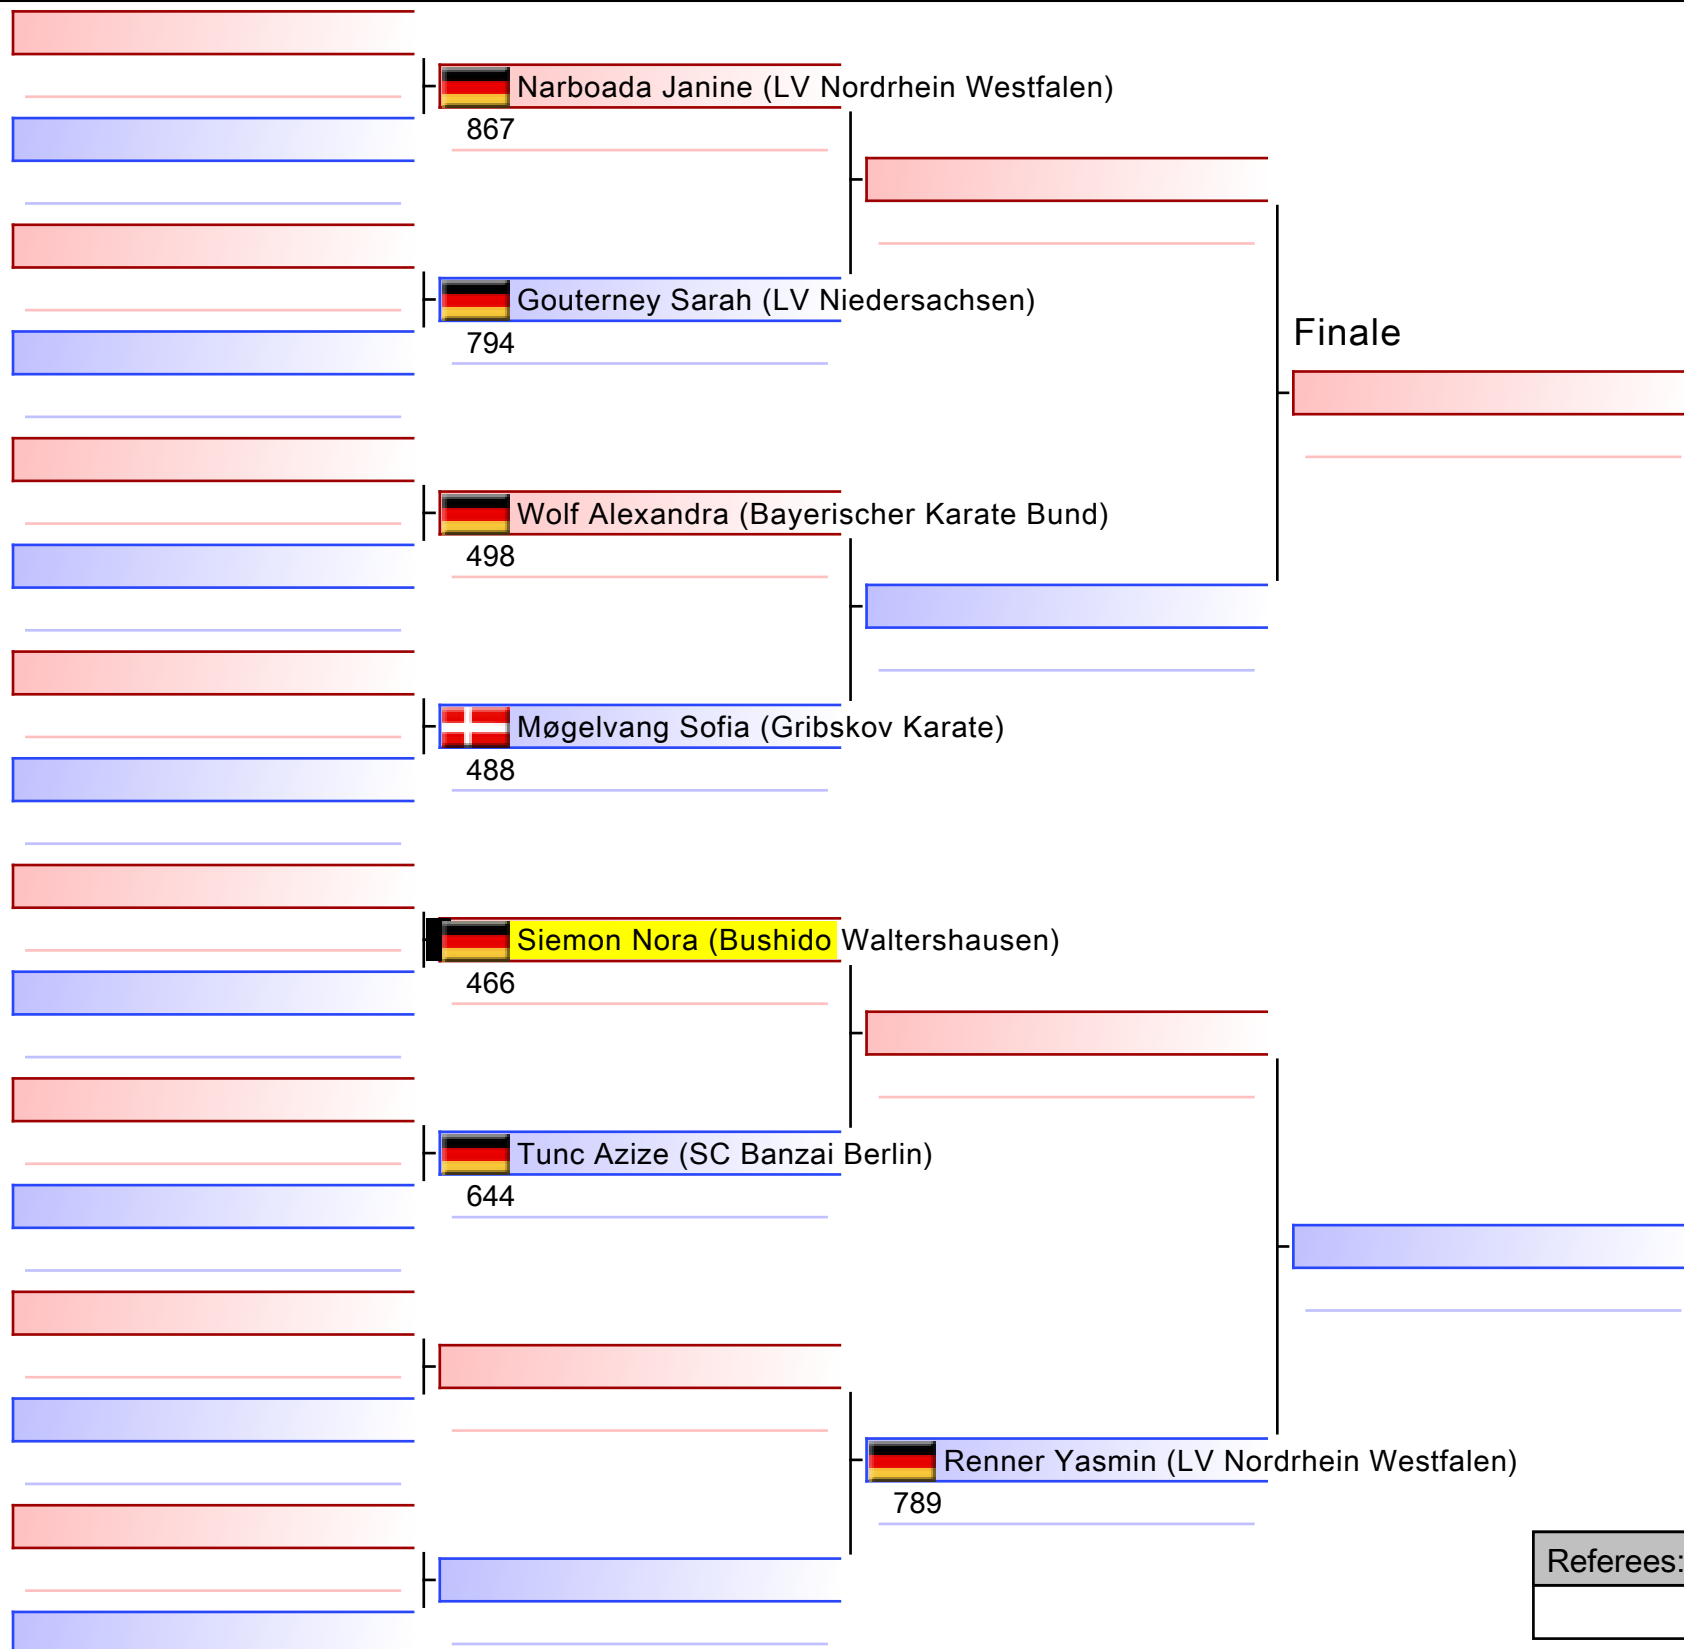 Narboada Janine (LV Nordrhein Westfalen)
867
Gouterney Sarah (LV Niedersachsen)
794
Finale
Wolf Alexandra (Bayerischer Karate Bund)
498
Møgelvang Sofia (Gribskov Karate)
488
Siemon Nora (Bushido Waltershausen)
466
Tunc Azize (SC Banzai Berlin)
644
Renner Yasmin (LV Nordrhein Westfalen)
789
Referees: